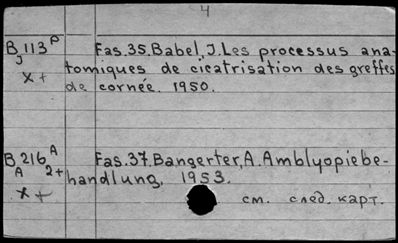 4
B 113 P Fas. 35. Babel, J. Les processus ana-
J
x + tomiques de cicatrisation des greffes
de cornée. 1950.
B 216 A Fas. 37. Bangerter, A. Amblyopiebe-
A 2+ handlung. 1953.
x + см. след. карт.